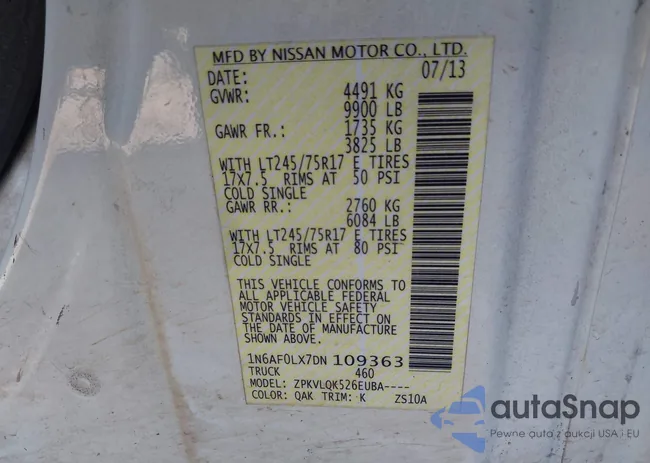 MFD BY NISSAN MOTOR CO., LTD.
DATE: 07/13
GVWR: 4491 KG
9900 LB
GAWR FR.: 1735 KG
3825 LB
WITH LT245/75R17 E TIRES
17X7.5 RIMS AT 50 PSI
COLD SINGLE
GAWR RR.: 2760 KG
6084 LB
WITH LT245/75R17 E TIRES
17X7.5 RIMS AT 80 PSI
COLD SINGLE
THIS VEHICLE CONFORMS TO
ALL APPLICABLE FEDERAL
MOTOR VEHICLE SAFETY
STANDARDS IN EFFECT ON
THE DATE OF MANUFACTURE
SHOWN ABOVE.
1N6AF0LX7DN 109363
TRUCK 460
MODEL: ZPKVLQK526EUBA----
COLOR: QAK TRIM: K ZS10A
autaSnap
Pewne auta z aukcji USA i EU